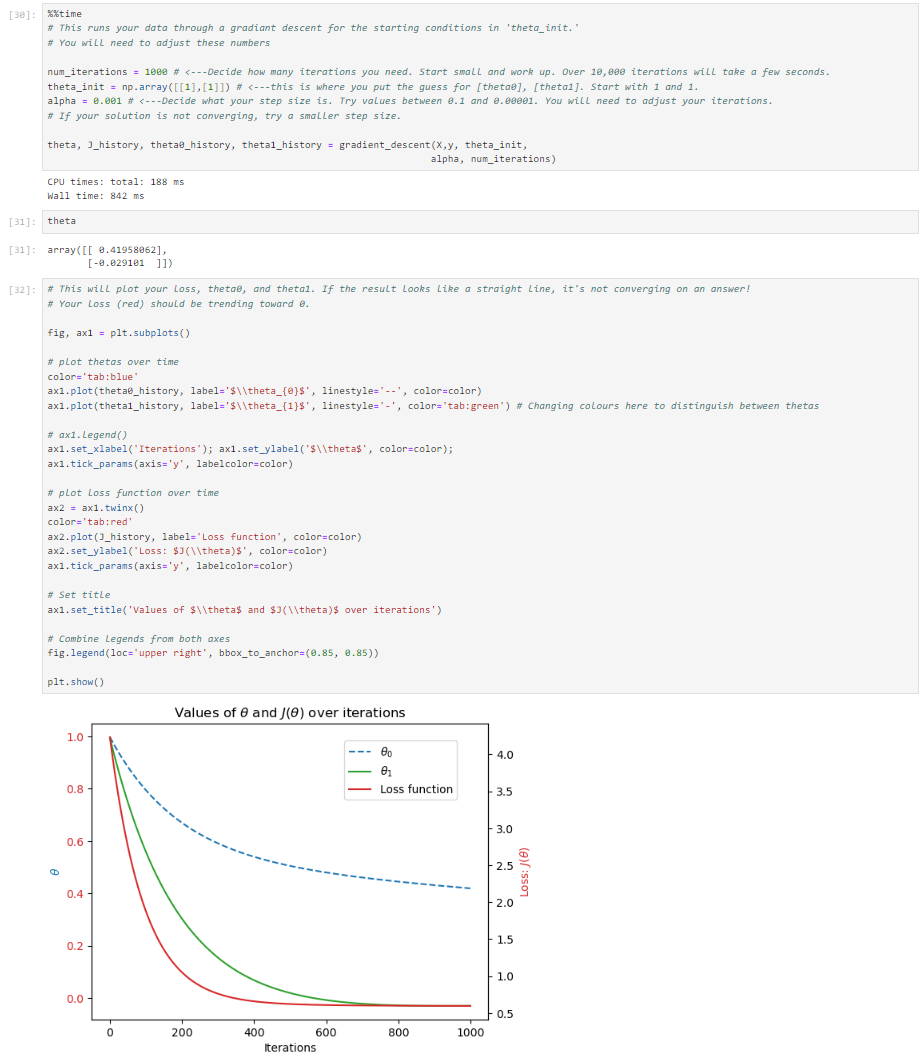 [30]:
%%time
# This runs your data through a gradient descent for the starting conditions in 'theta_init.'
# You will need to adjust these numbers
num_iterations = 1000 # <---Decide how many iterations you need. Start small and work up. Over 10,000 iterations will take a few seconds.
theta_init = np.array([[1],[1]]) # <---this is where you put the guess for [theta0], [theta1]. Start with 1 and 1.
alpha = 0.001 # <---Decide what your step size is. Try values between 0.1 and 0.00001. You will need to adjust your iterations.
# If your solution is not converging, try a smaller step size.
theta, J_history, theta0_history, theta1_history = gradient_descent(X,y, theta_init,
alpha, num_iterations)
CPU times: total: 188 ms
Wall time: 842 ms
[31]:
theta
[31]:
array([[ 0.41958062],
[-0.029101  ]])
[32]:
# This will plot your Loss, theta0, and theta1. If the result looks like a straight line, it's not converging on an answer!
# Your Loss (red) should be trending toward 0.
fig, ax1 = plt.subplots()
# plot thetas over time
color='tab:blue'
ax1.plot(theta0_history, label='$\\theta_{0}$', linestyle='--', color=color)
ax1.plot(theta1_history, label='$\\theta_{1}$', linestyle='-', color='tab:green') # Changing colours here to distinguish between thetas
# ax1.legend()
ax1.set_xlabel('Iterations'); ax1.set_ylabel('$\\theta$', color=color);
ax1.tick_params(axis='y', labelcolor=color)
# plot loss function over time
ax2 = ax1.twinx()
color='tab:red'
ax2.plot(J_history, label='Loss function', color=color)
ax2.set_ylabel('Loss: $J(\\theta)$', color=color)
ax1.tick_params(axis='y', labelcolor=color)
# Set title
ax1.set_title('Values of $\\theta$ and $J(\\theta)$ over iterations')
# Combine legends from both axes
fig.legend(loc='upper right', bbox_to_anchor=(0.85, 0.85))
plt.show()
Values of θ and J(θ) over iterations
θ
1.0
0.8
0.6
0.4
0.2
0.0
θ₀
θ₁
Loss function
4.0
3.5
3.0
2.5
2.0
1.5
1.0
0.5
Loss: J(θ)
0 200 400 600 800 1000
Iterations